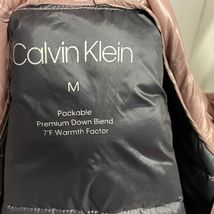 Calvin Klein
M
Packable
Premium Down Blend
7°F Warmth Factor